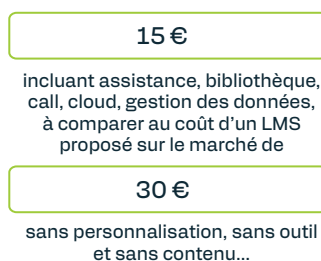 15 €
incluant assistance, bibliothèque,
call, cloud, gestion des données,
à comparer au coût d'un LMS
proposé sur le marché de
30 €
sans personnalisation, sans outil
et sans contenu...